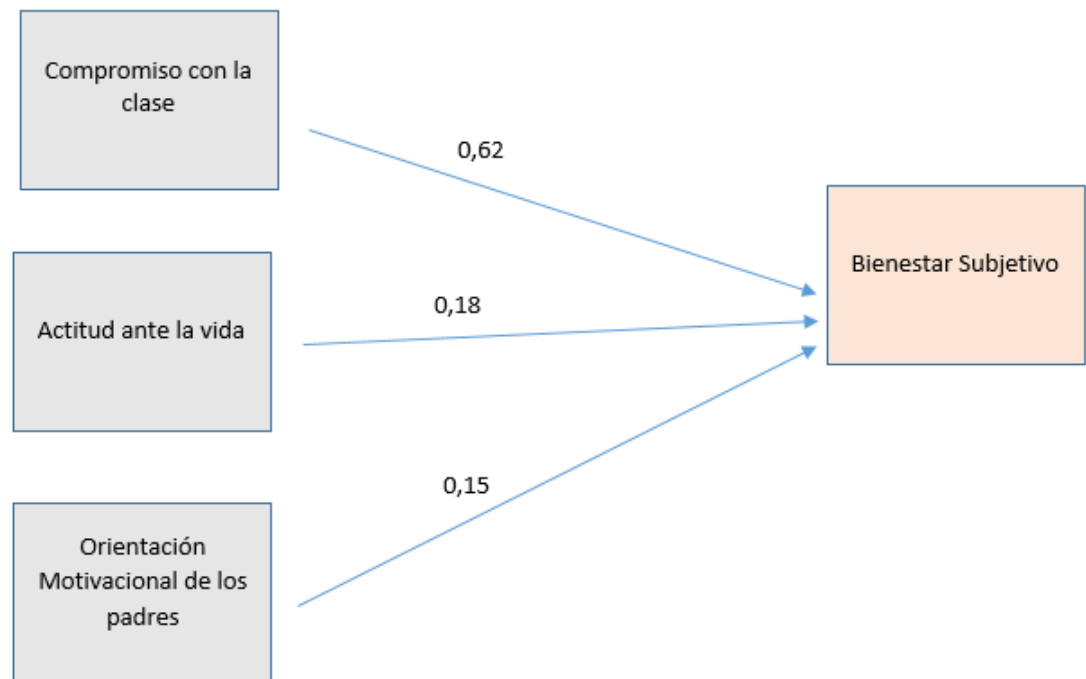 Compromiso con la
clase
0,62
Bienestar Subjetivo
Actitud ante la vida
0,18
0,15
Orientación
Motivacional de los
padres